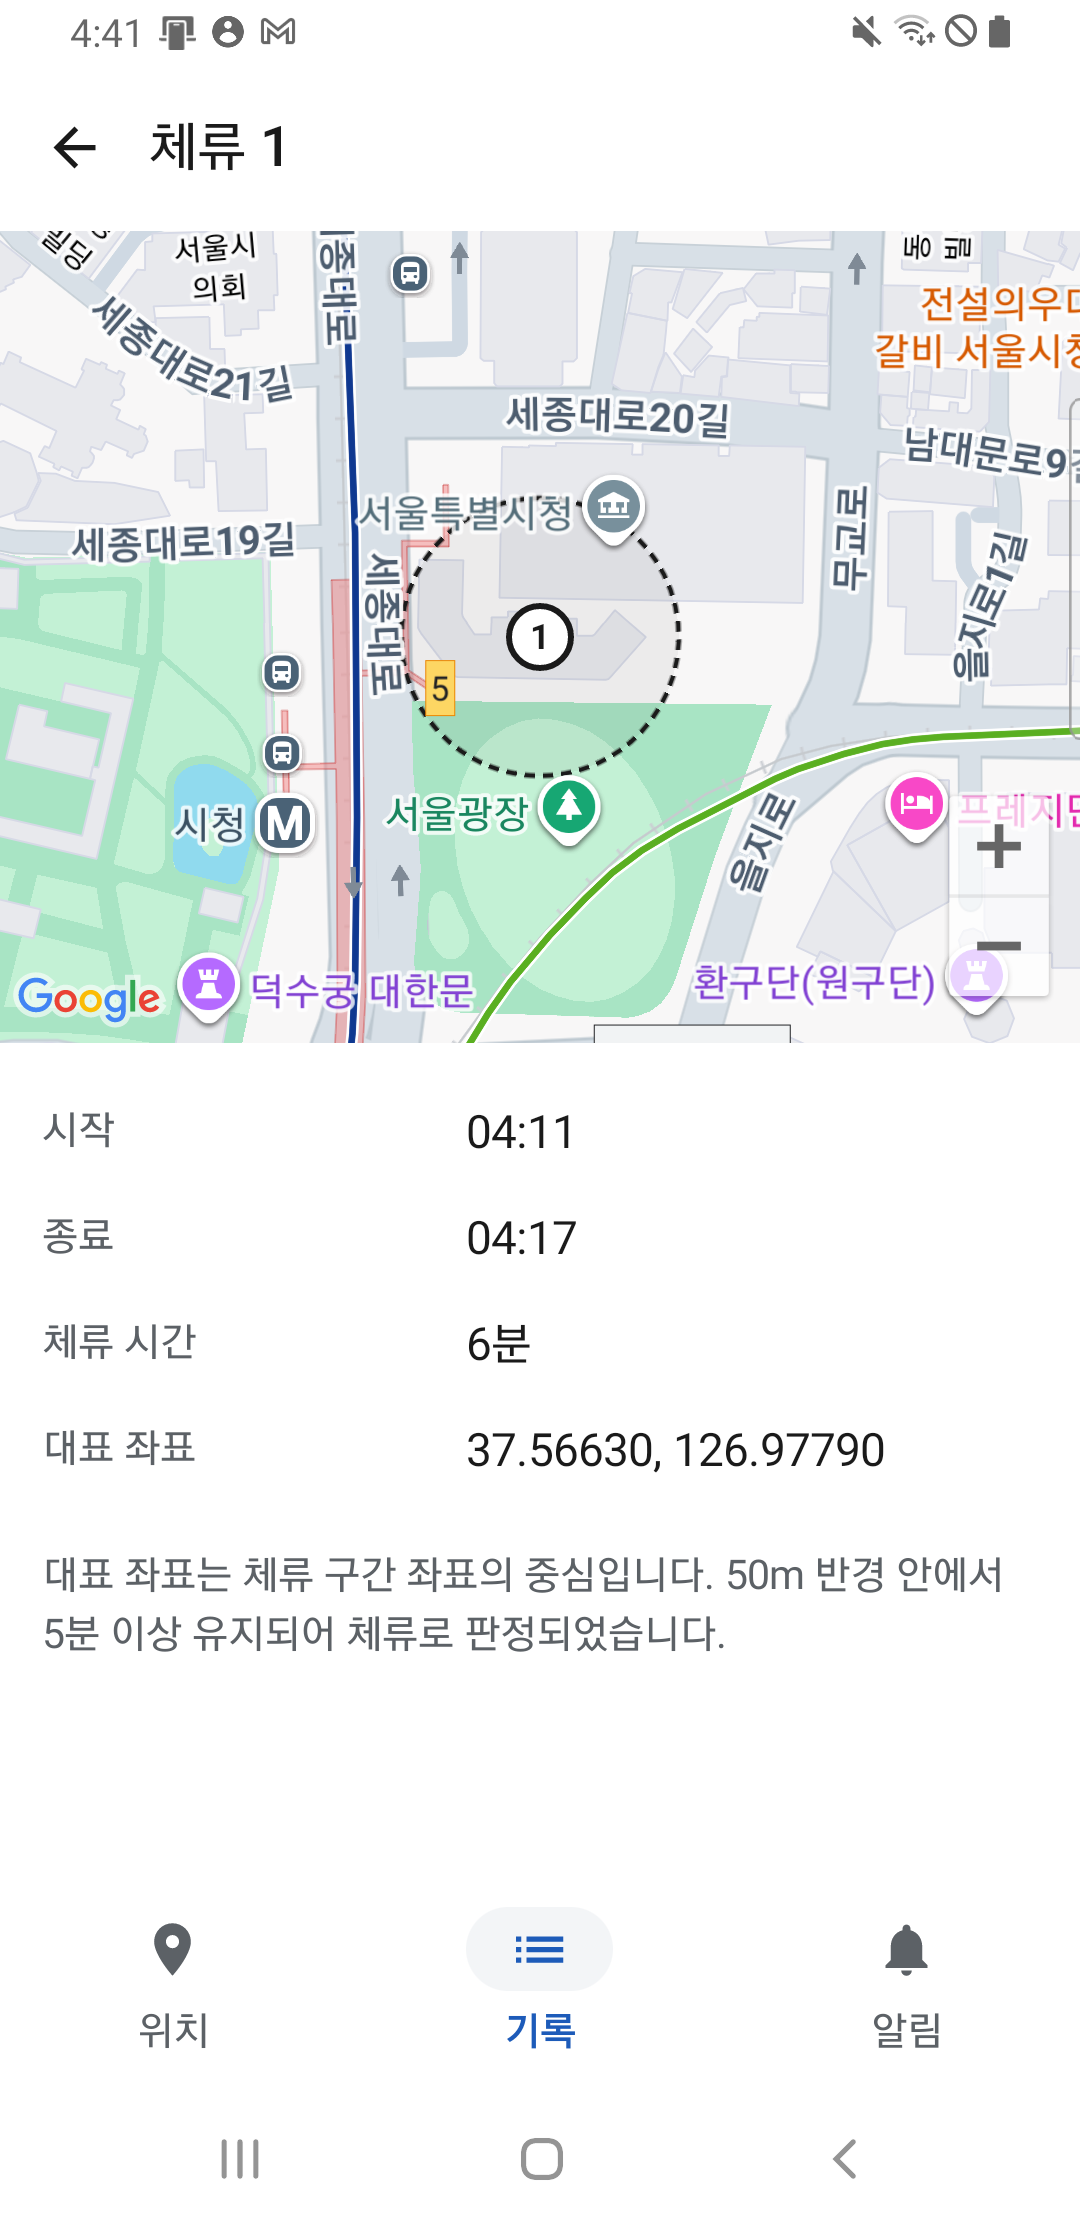 4:41
체류 1
빌딩
서울시
의회
세종대로
동
빌
전설의우대
갈비 서울시청
세종대로21길
세종대로20길
남대문로9길
서울특별시청
무교로
세종대로19길
세종대로
을지로1길
1
5
시청
M
서울광장
을지로
프레지던
+
−
Google
덕수궁 대한문
환구단(원구단)
시작 04:11
종료 04:17
체류 시간 6분
대표 좌표 37.56630, 126.97790
대표 좌표는 체류 구간 좌표의 중심입니다. 50m 반경 안에서
5분 이상 유지되어 체류로 판정되었습니다.
위치 기록 알림